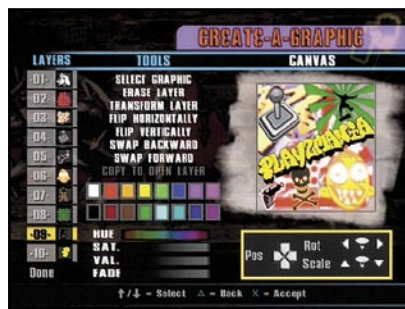 CREATE-A-GRAPHIC
LAYERS TOOLS CANVAS
-01- SELECT GRAPHIC
02 ERASE LAYER
TRANSFORM LAYER
03 FLIP HORIZONTALLY
04 FLIP VERTICALLY
05 SWAP BACKWARD
SWAP FORWARD
06 COPY TO OPEN LAYER
PLAYZMANIA
-07-
-08-
-09- HUE
-10- SAT.
VAL.
Done FADE
Pos Rot
Scale
↑/↓ - Select △ - Back X - Accept